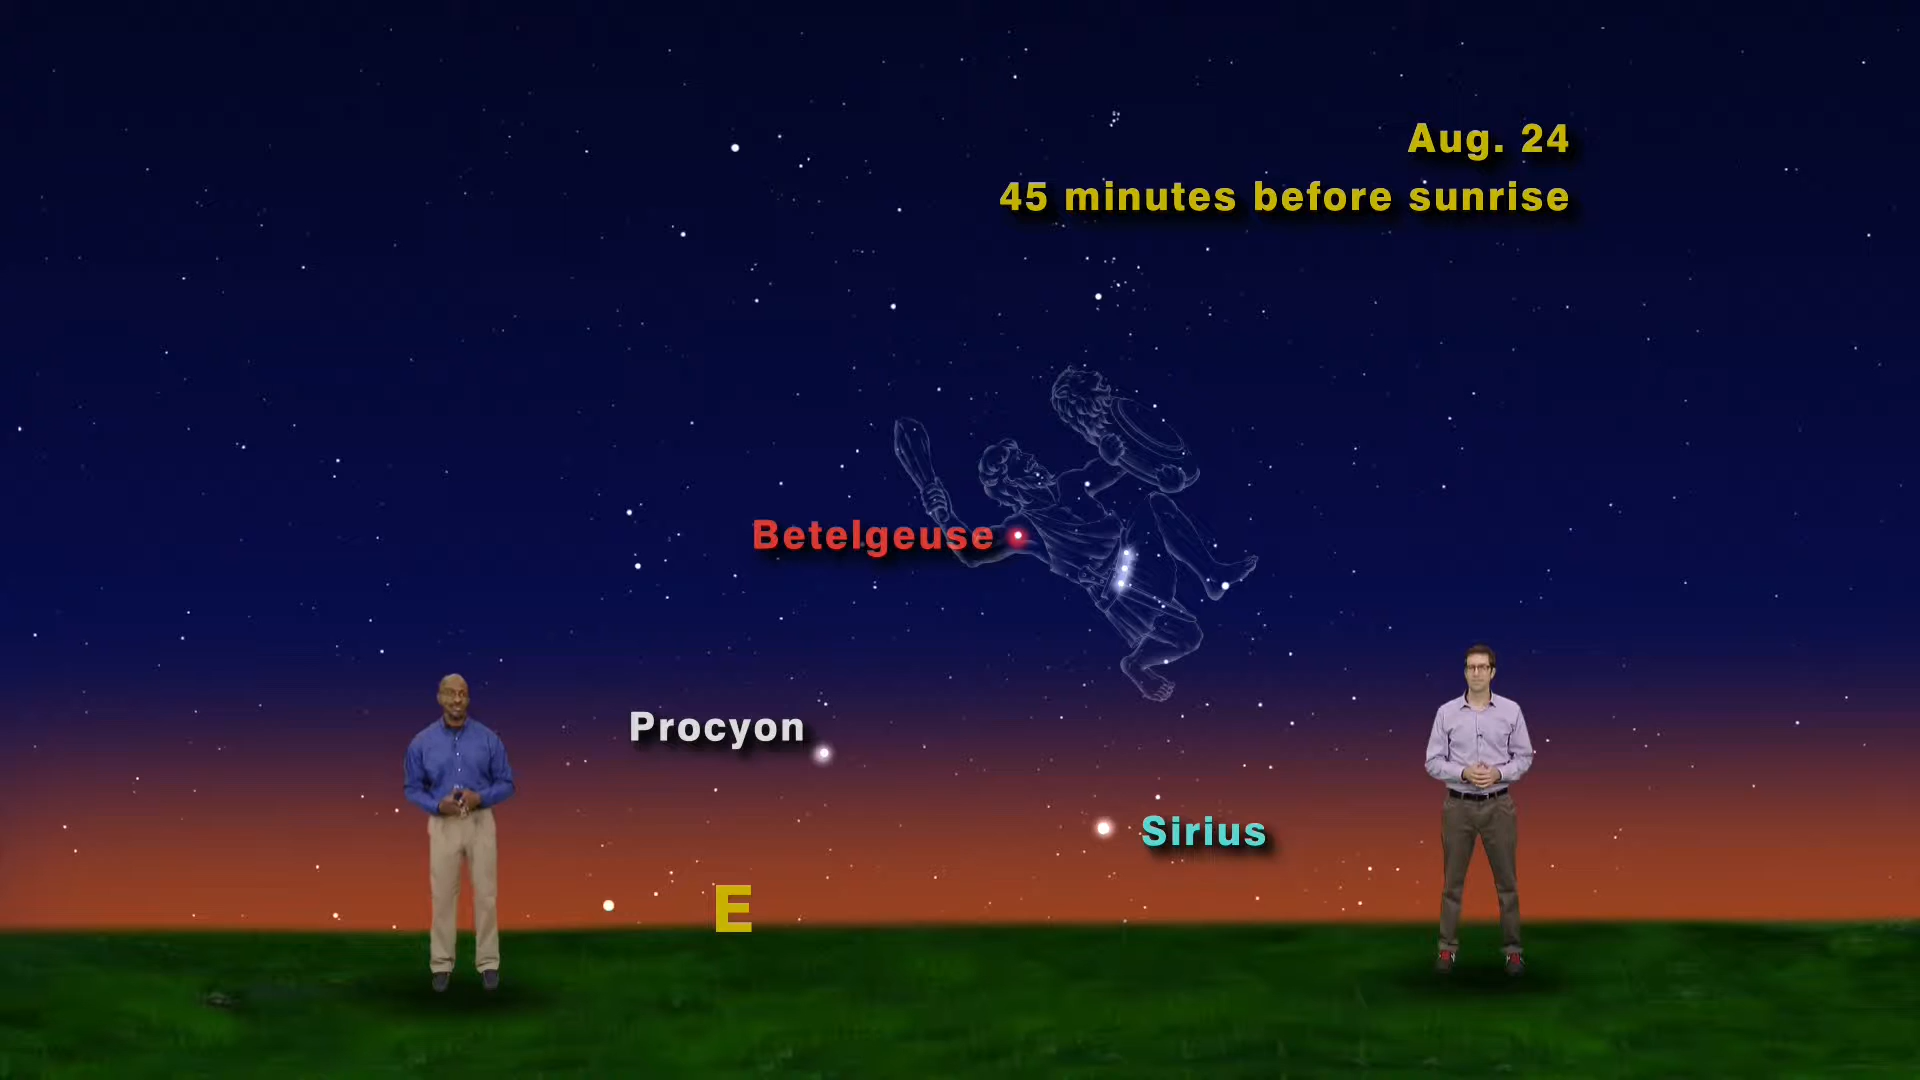 Aug. 24
45 minutes before sunrise
Betelgeuse
Procyon
Sirius
E